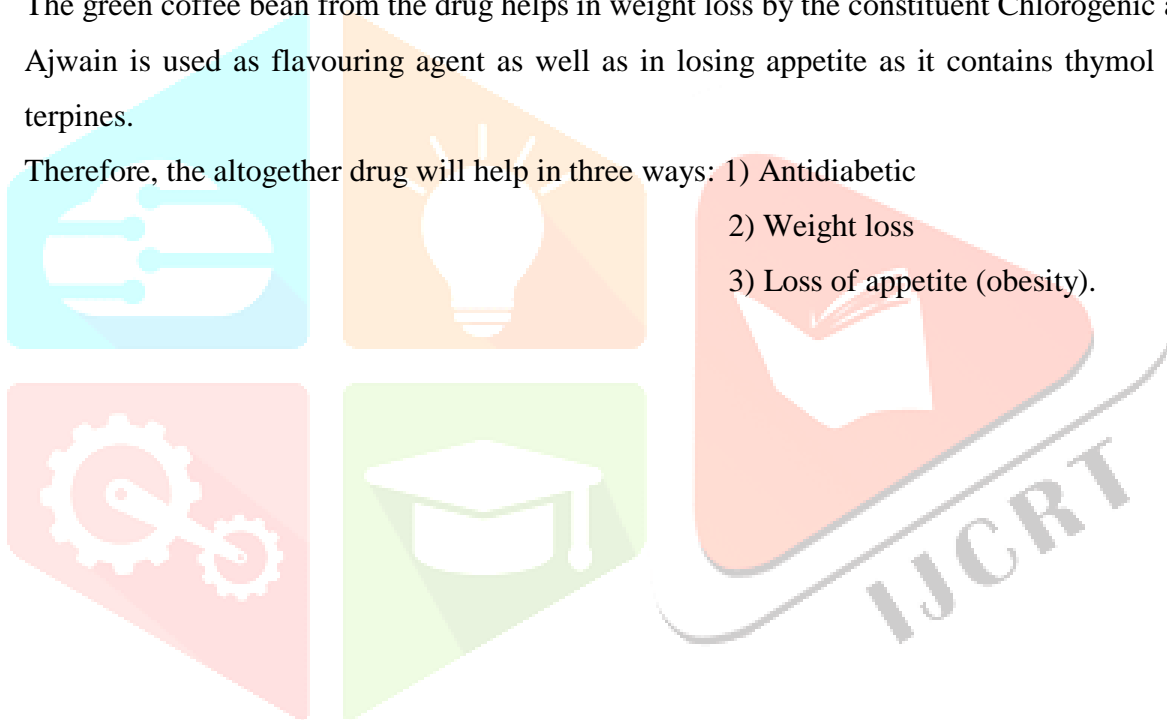 The green coffee bean from the drug helps in weight loss by the constituent Chlorogenic
Ajwain is used as flavouring agent as well as in losing appetite as it contains thymol
terpines.
Therefore, the altogether drug will help in three ways: 1) Antidiabetic
2) Weight loss
3) Loss of appetite (obesity).
IJCRT